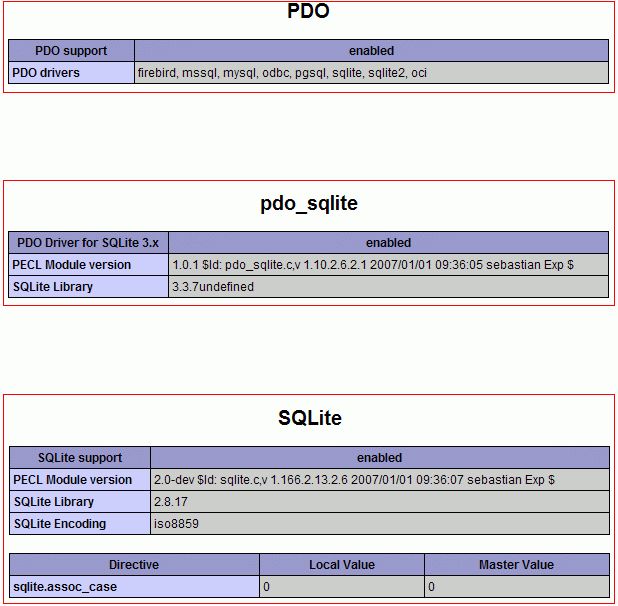 PDO
PDO support enabled
PDO drivers firebird, mssql, mysql, odbc, pgsql, sqlite, sqlite2, oci
pdo_sqlite
PDO Driver for SQLite 3.x enabled
PECL Module version 1.0.1 $Id: pdo_sqlite.c,v 1.10.2.6.2.1 2007/01/01 09:36:05 sebastian Exp $
SQLite Library 3.3.7undefined
SQLite
SQLite support enabled
PECL Module version 2.0-dev $Id: sqlite.c,v 1.166.2.13.2.6 2007/01/01 09:36:07 sebastian Exp $
SQLite Library 2.8.17
SQLite Encoding iso8859
Directive Local Value Master Value
sqlite.assoc_case 0 0